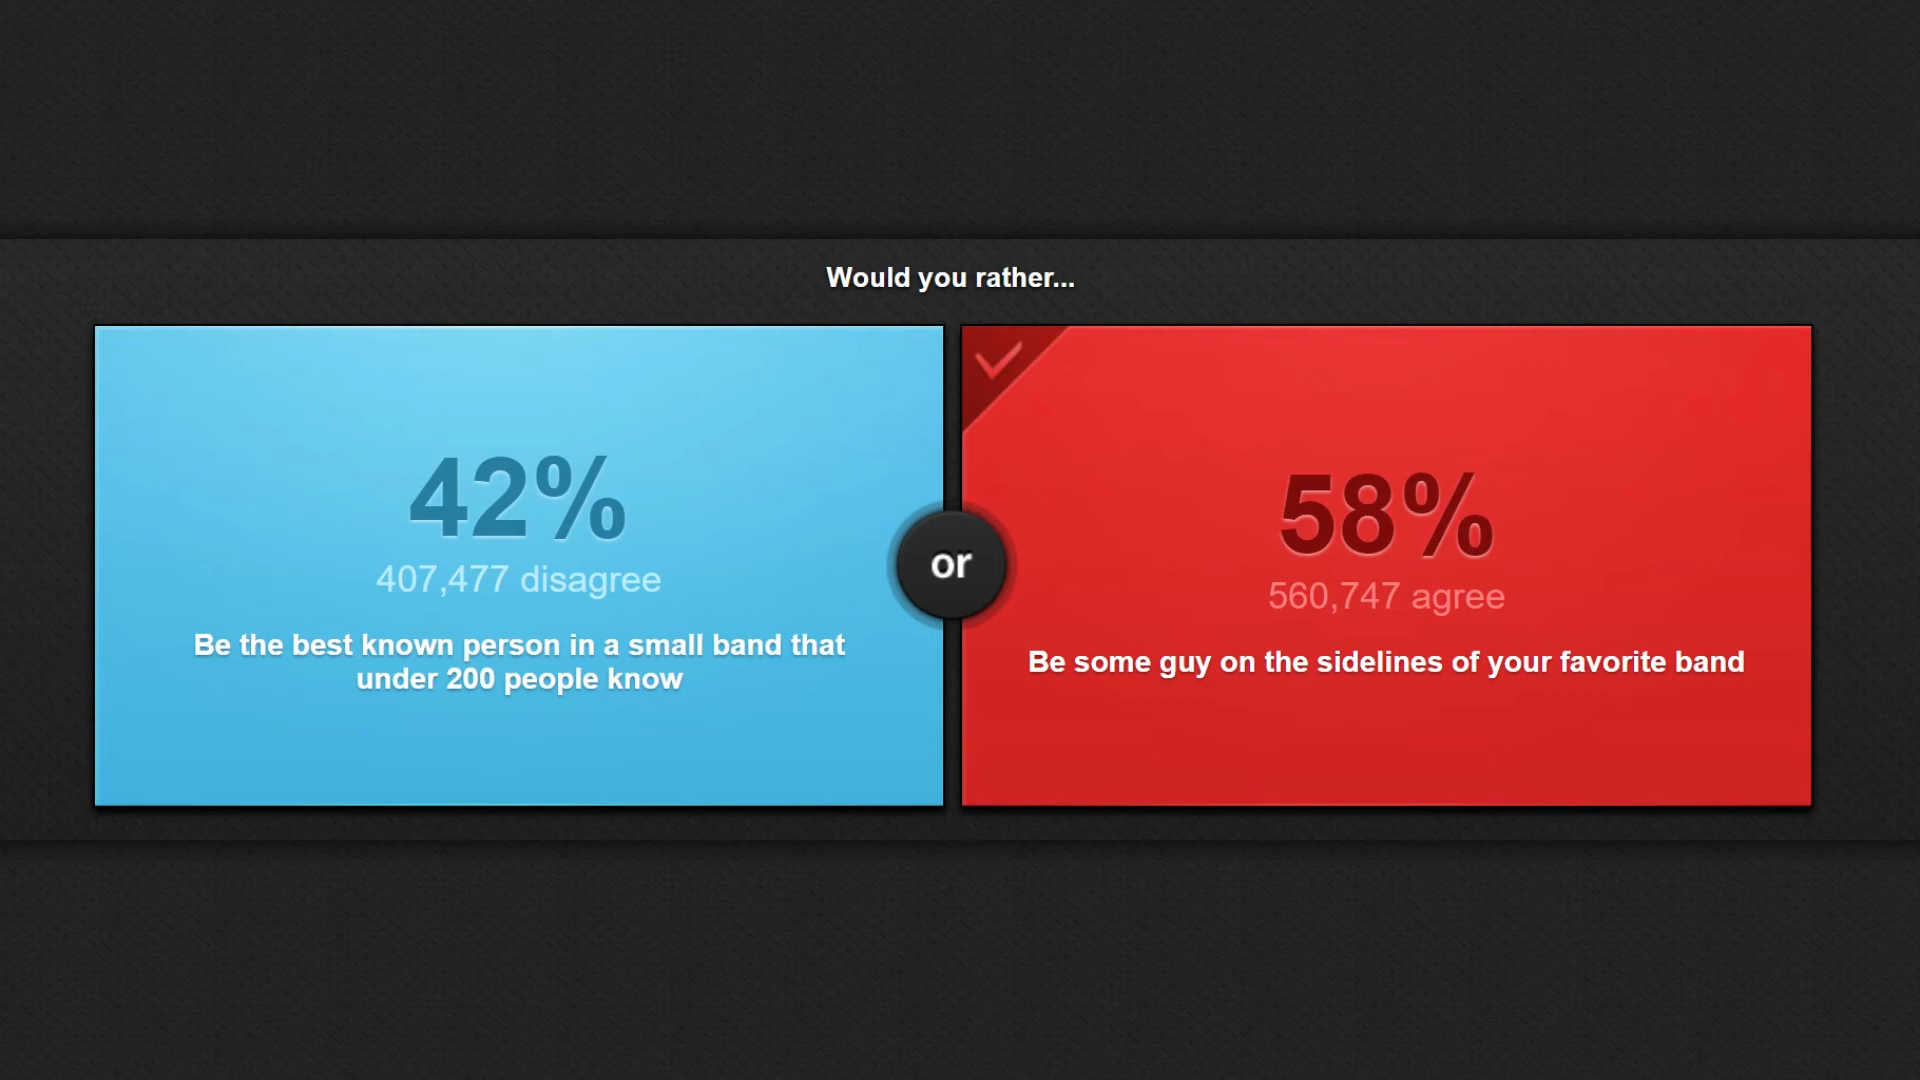 Would you rather...
42%
407,477 disagree
Be the best known person in a small band that
under 200 people know
or
58%
560,747 agree
Be some guy on the sidelines of your favorite band